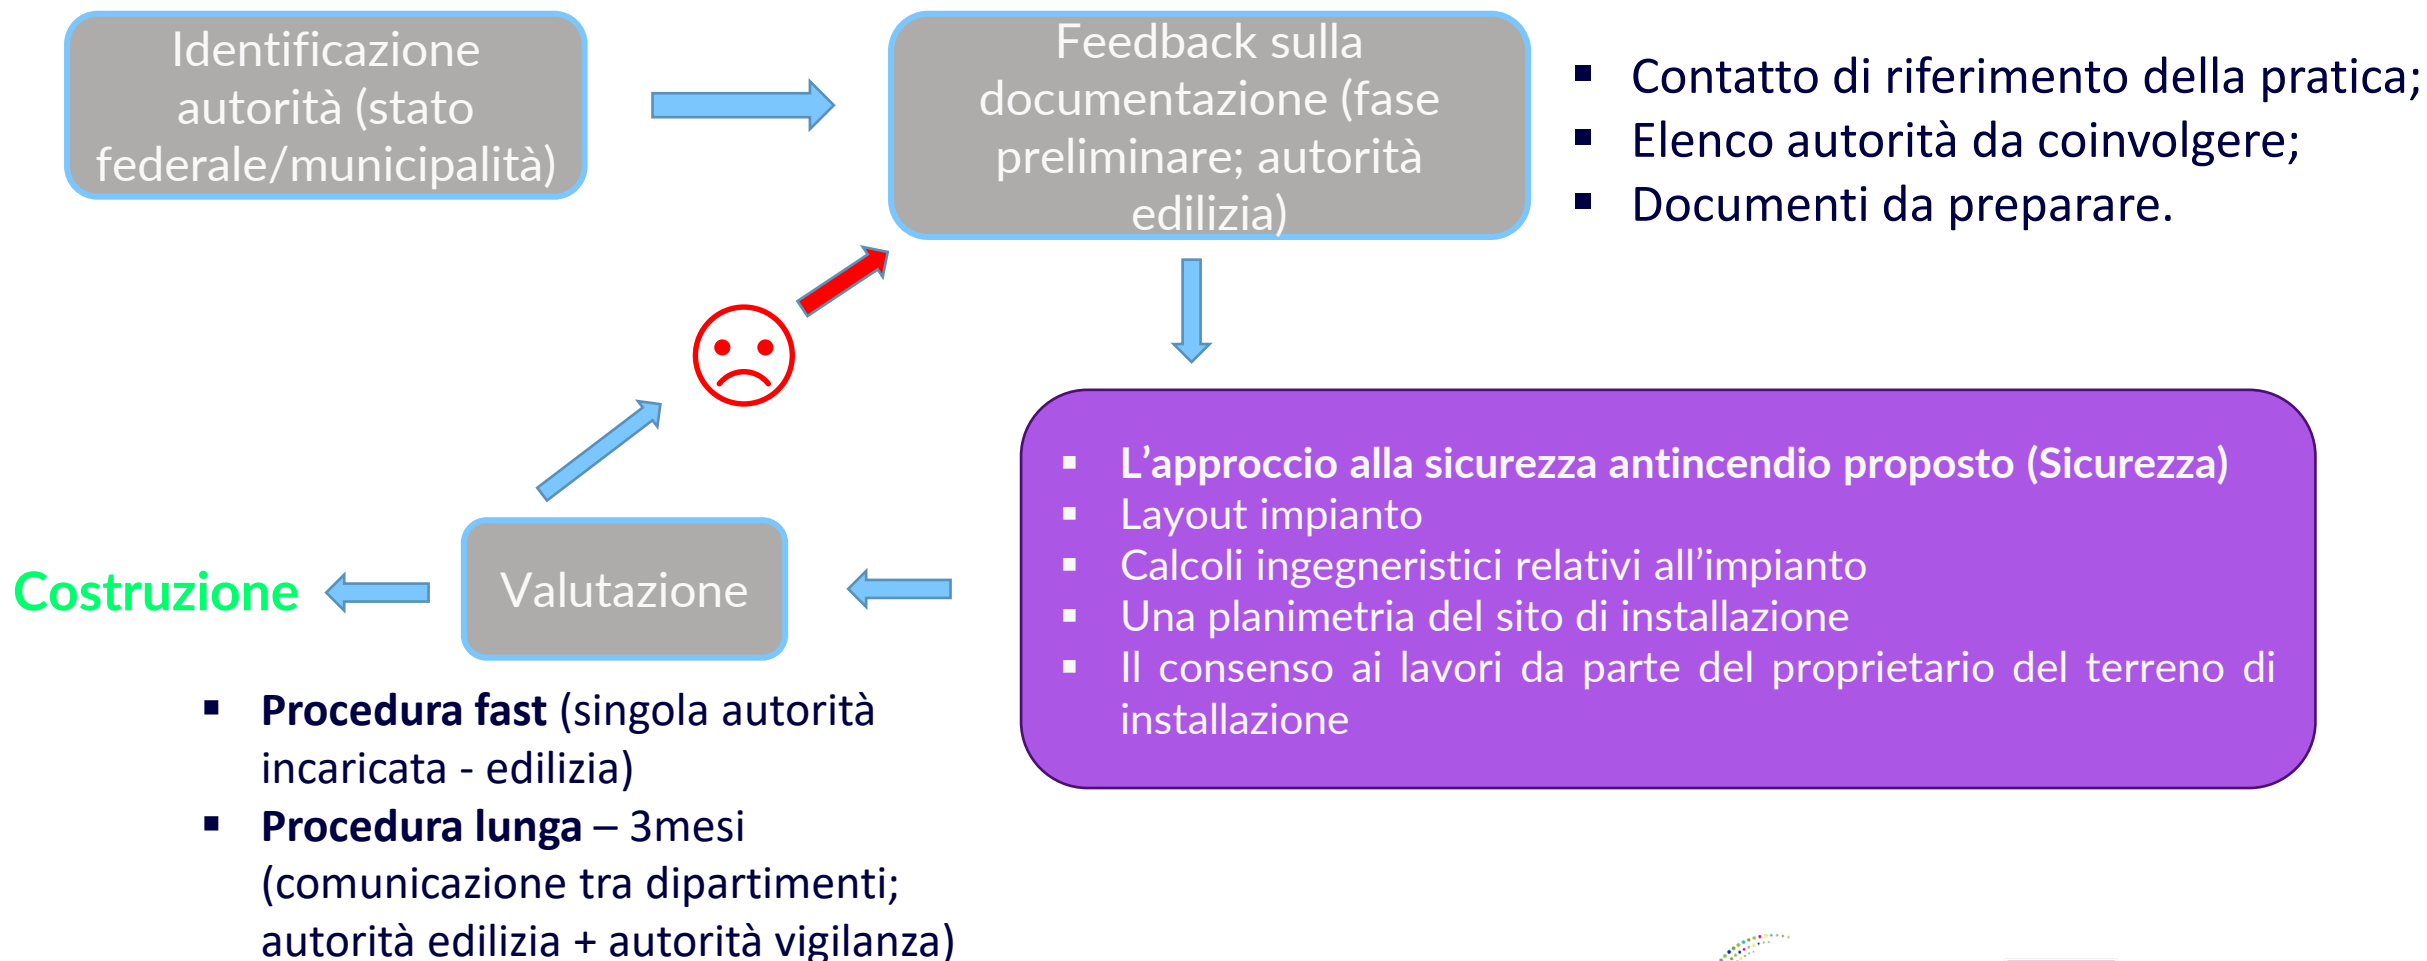 Identificazione
autorità (stato
federale/municipalità)
Feedback sulla
documentazione (fase
preliminare; autorità
edilizia)
▪ Contatto di riferimento della pratica;
▪ Elenco autorità da coinvolgere;
▪ Documenti da preparare.
▪ L’approccio alla sicurezza antincendio proposto (Sicurezza)
▪ Layout impianto
▪ Calcoli ingegneristici relativi all’impianto
▪ Una planimetria del sito di installazione
▪ Il consenso ai lavori da parte del proprietario del terreno di
installazione
Valutazione
Costruzione
▪ Procedura fast (singola autorità
incaricata - edilizia)
▪ Procedura lunga – 3mesi
(comunicazione tra dipartimenti;
autorità edilizia + autorità vigilanza)